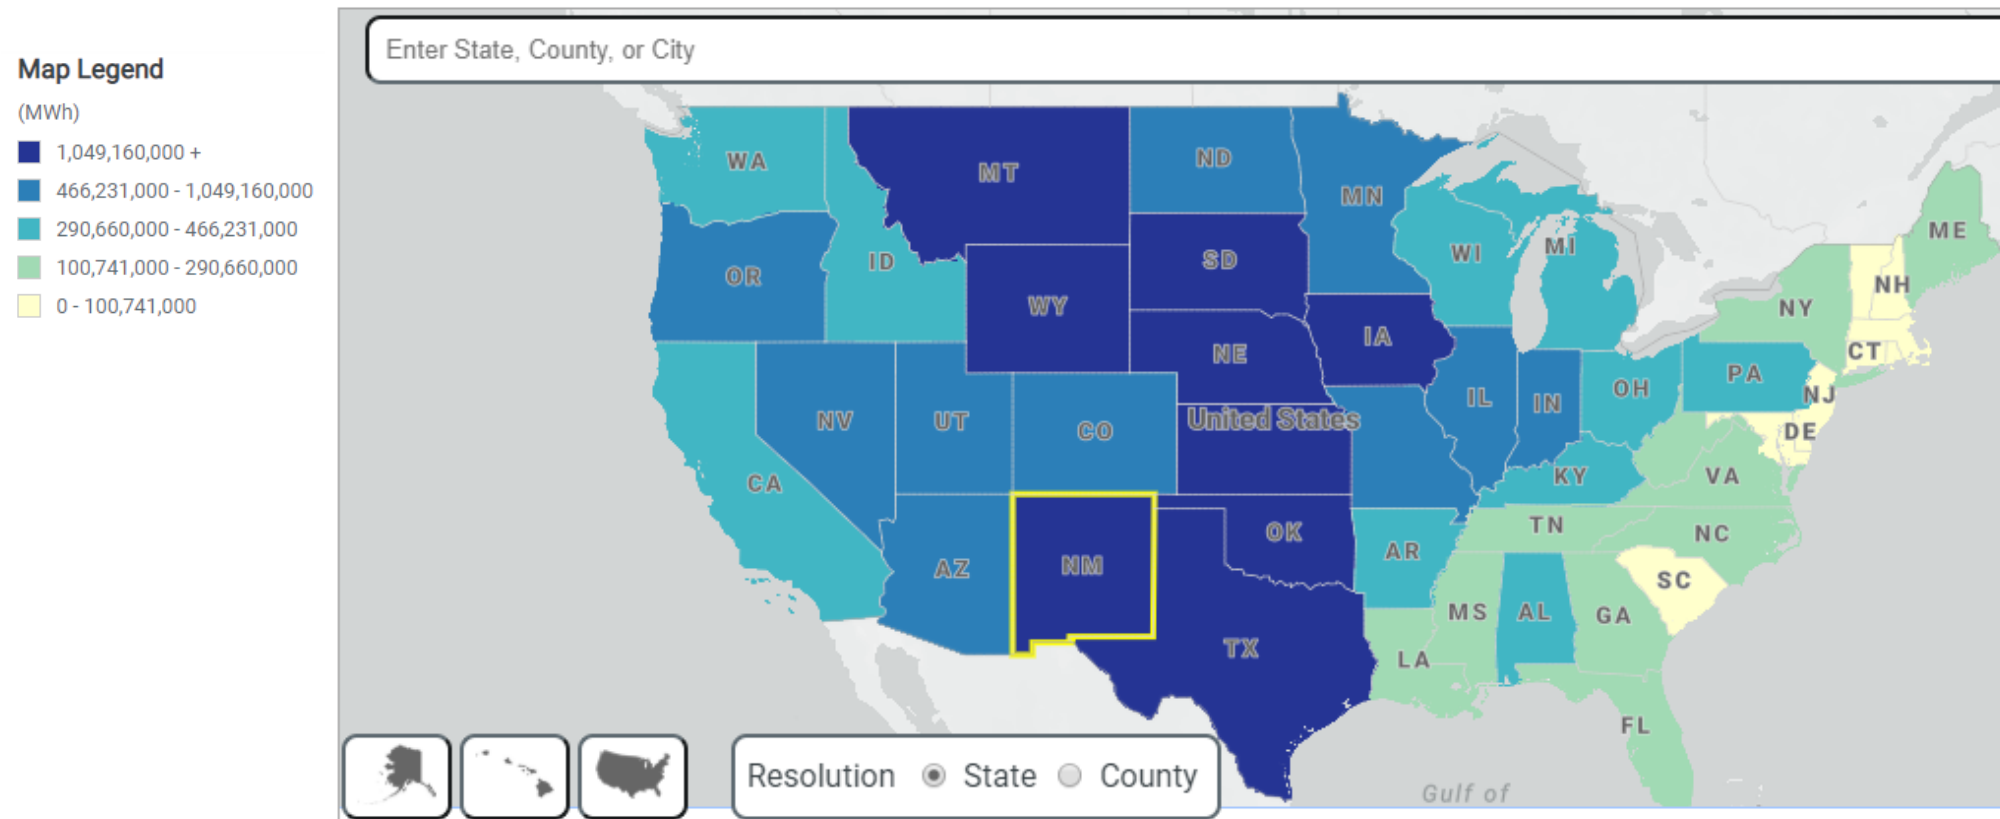 Enter State, County, or City
Map Legend
(MWh)
1,049,160,000 +
466,231,000 - 1,049,160,000
290,660,000 - 466,231,000
100,741,000 - 290,660,000
0 - 100,741,000
WA
MT
ND
MN
OR
ID
WY
SD
WI
MI
ME
NH
NY
IA
NE
CT
PA
NJ
NV
UT
CO
United States
IL
IN
OH
DE
CA
KY
VA
AZ
NM
OK
AR
TN
NC
SC
MS
AL
GA
TX
LA
FL
Resolution State County
Gulf of